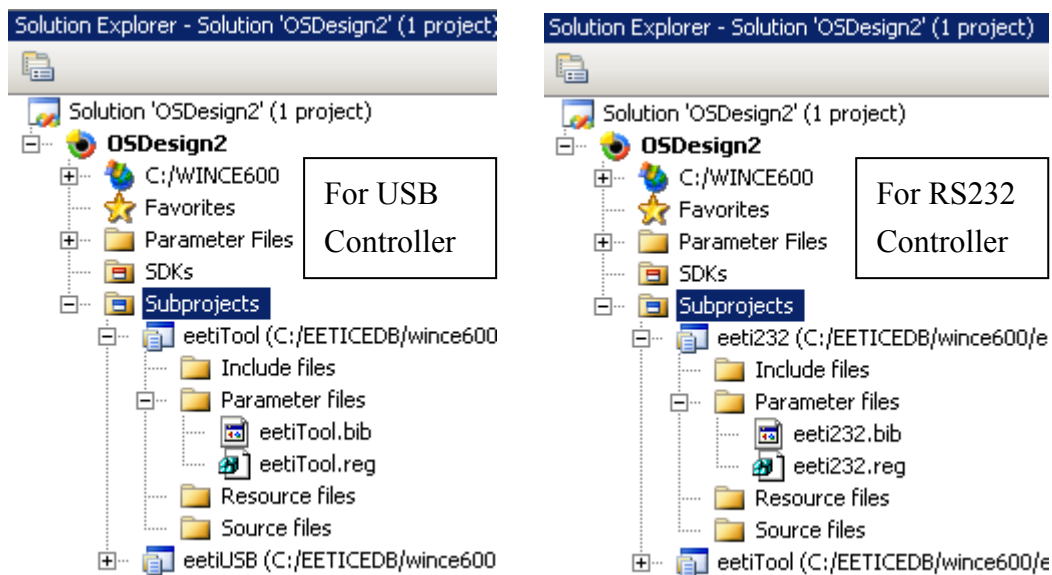 Solution Explorer - Solution 'OSDesign2' (1 project)
Solution 'OSDesign2' (1 project)
OSDesign2
C:/WINCE600
Favorites
Parameter Files
SDKs
Subprojects
eetiTool (C:/EETICEDB/wince600
Include files
Parameter files
eetiTool.bib
eetiTool.reg
Resource files
Source files
eetiUSB (C:/EETICEDB/wince600
For USB
Controller
Solution Explorer - Solution 'OSDesign2' (1 project)
Solution 'OSDesign2' (1 project)
OSDesign2
C:/WINCE600
Favorites
Parameter Files
SDKs
Subprojects
eeti232 (C:/EETICEDB/wince600/e
Include files
Parameter files
eeti232.bib
eeti232.reg
Resource files
Source files
eetiTool (C:/EETICEDB/wince600/e
For RS232
Controller